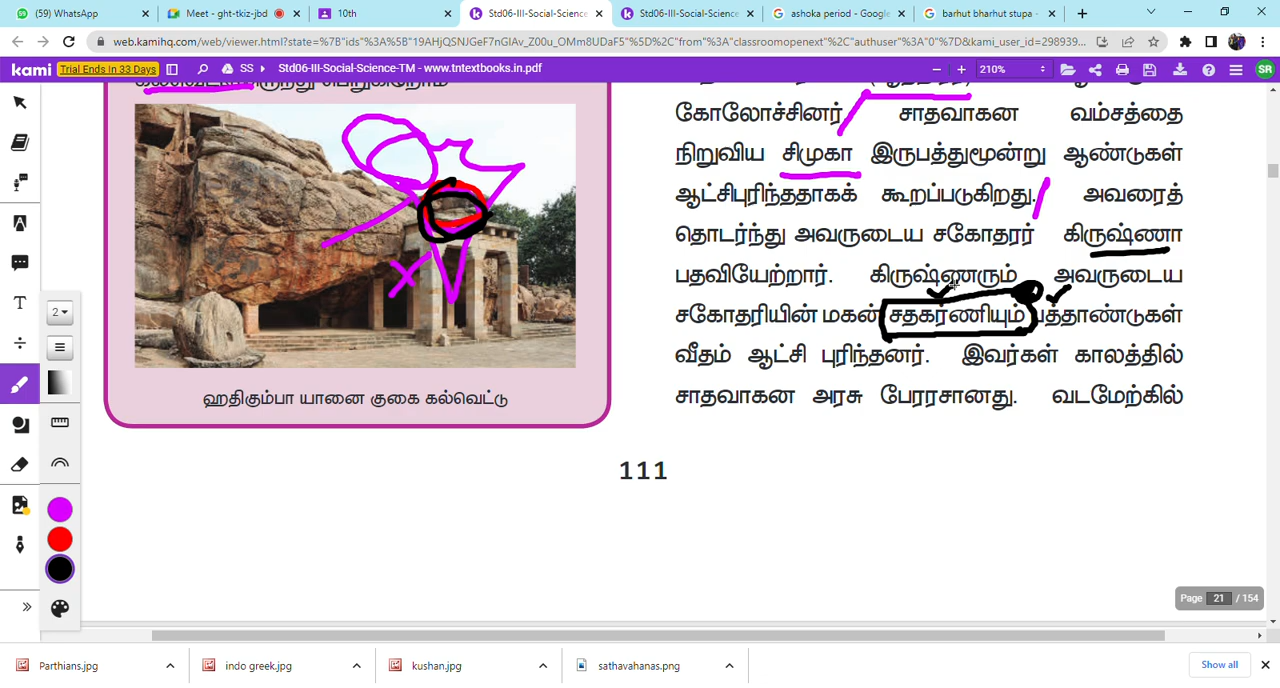 (59) WhatsApp
Meet - ght-tkiz-jbd
10th
Std06-III-Social-Science-
Std06-III-Social-Science
ashoka period - Google
barhut bharhut stupa -
web.kamihq.com/web/viewer.html?state=%7B"ids"%3A%5B"19AHjQSNJGeF7nGIAv_Z00u_OMm8UDaF5"%5D%2C"from"%3A"classroomopenext"%2C"authuser"%3A"0"%7D&kami_user_id=298939...
kami
Trial Ends In 33 Days
SS
Std06-III-Social-Science-TM - www.tntextbooks.in.pdf
210%
SR
ஹதிகும்பா யானை குகை கல்வெட்டு
கோலோச்சினர் சாதவாகன வம்சத்தை
நிறுவிய சிமுகா இருபத்துமூன்று ஆண்டுகள்
ஆட்சிபுரிந்ததாகக் கூறப்படுகிறது. அவரைத்
தொடர்ந்து அவருடைய சகோதரர் கிருஷ்ணா
பதவியேற்றார். கிருஷ்ணரும் அவருடைய
சகோதரியின் மகன் சதகர்ணியும் பத்தாண்டுகள்
வீதம் ஆட்சி புரிந்தனர். இவர்கள் காலத்தில்
சாதவாகன அரசு பேரரசானது. வடமேற்கில்
111
2
T
Page 21 / 154
Parthians.jpg
indo greek.jpg
kushan.jpg
sathavahanas.png
Show all